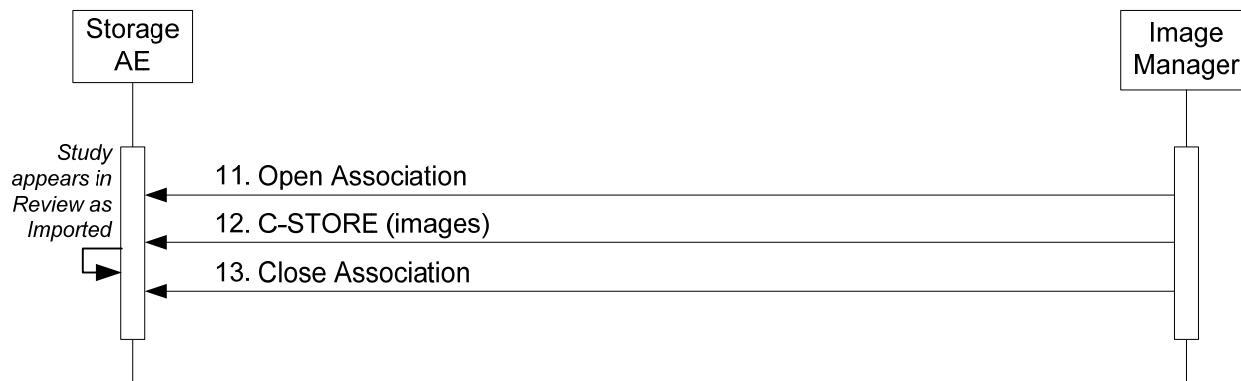 Storage
AE
Image
Manager
Study
appears in
Review as
Imported
11. Open Association
12. C-STORE (images)
13. Close Association